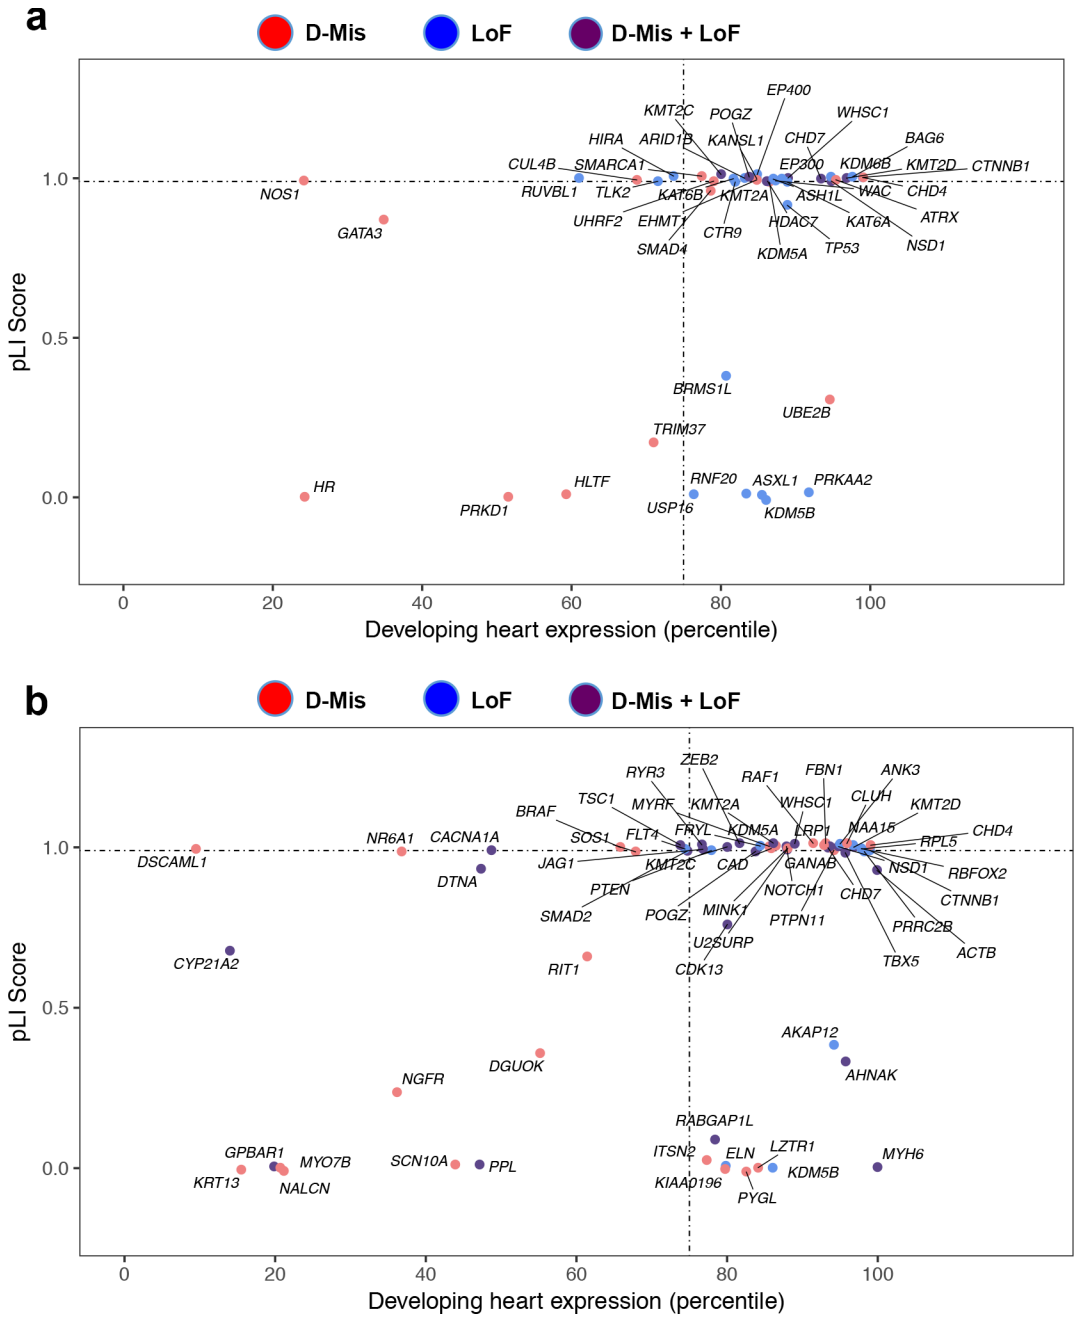 a
D-Mis LoF D-Mis + LoF
EP400
KMT2C POGZ WHSC1
HIRA ARID1B KANSL1 CHD7 BAG6
CUL4B SMARCA1 EP300 KDM6B KMT2D CTNNB1
1.0
NOS1 RUVBL1 TLK2 KAT6B KMT2A ASH1L WAC CHD4
UHRF2 EHMT1 HDAC7 KAT6A ATRX
GATA3 CTR9
SMAD4 KDM5A TP53 NSD1
pLI Score
0.5
BRMS1L
UBE2B
TRIM37
HR HLTF RNF20 ASXL1 PRKAA2
0.0
PRKD1 USP16 KDM5B
0 20 40 60 80 100
Developing heart expression (percentile)
b
D-Mis LoF D-Mis + LoF
ZEB2
RYR3 RAF1 FBN1 ANK3
TSC1 MYRF KMT2A WHSC1 CLUH KMT2D
BRAF
NR6A1 CACNA1A SOS1 FLT4 FRYL KDM5A LRP1 NAA15 CHD4
RPL5
1.0
DSCAML1 JAG1 KMT2C CAD GANAB NSD1 RBFOX2
DTNA PTEN NOTCH1 CHD7 CTNNB1
SMAD2 POGZ MINK1 PTPN11 PRRC2B
U2SURP ACTB
CYP21A2 RIT1 CDK13 TBX5
pLI Score
0.5
AKAP12
DGUOK AHNAK
NGFR
RABGAP1L
GPBAR1 MYO7B SCN10A PPL ITSN2 ELN LZTR1 MYH6
0.0
KRT13 NALCN KIAA0196 PYGL KDM5B
0 20 40 60 80 100
Developing heart expression (percentile)